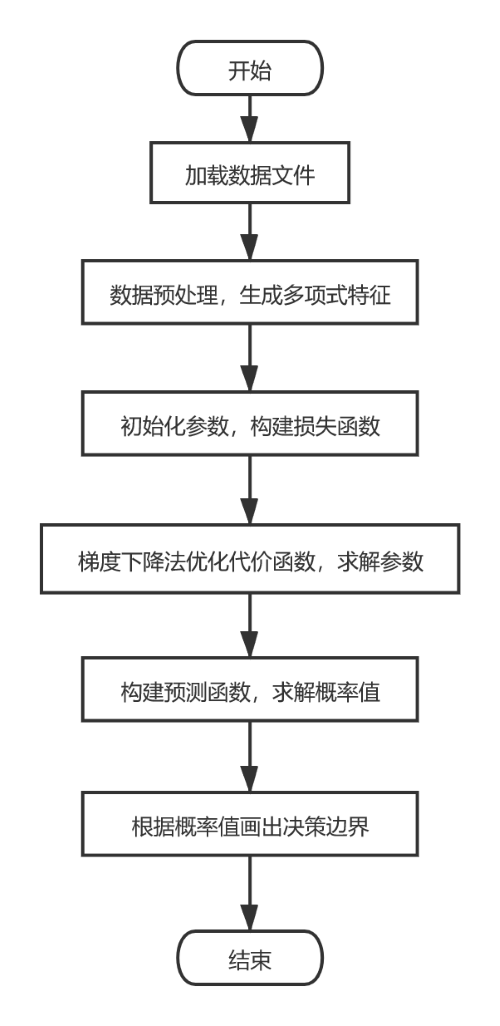 开始
加载数据文件
数据预处理，生成多项式特征
初始化参数，构建损失函数
梯度下降法优化代价函数，求解参数
构建预测函数，求解概率值
根据概率值画出决策边界
结束